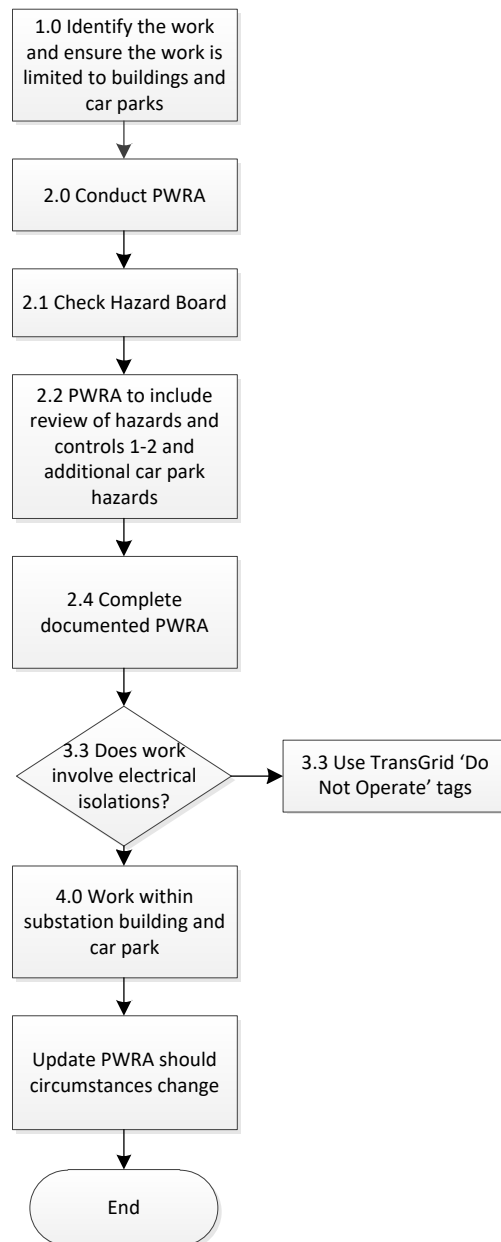 1.0 Identify the work
and ensure the work is
limited to buildings and
car parks
2.0 Conduct PWRA
2.1 Check Hazard Board
2.2 PWRA to include
review of hazards and
controls 1-2 and
additional car park
hazards
2.4 Complete
documented PWRA
3.3 Does work
involve electrical
isolations?
3.3 Use TransGrid ‘Do
Not Operate’ tags
4.0 Work within
substation building and
car park
Update PWRA should
circumstances change
End